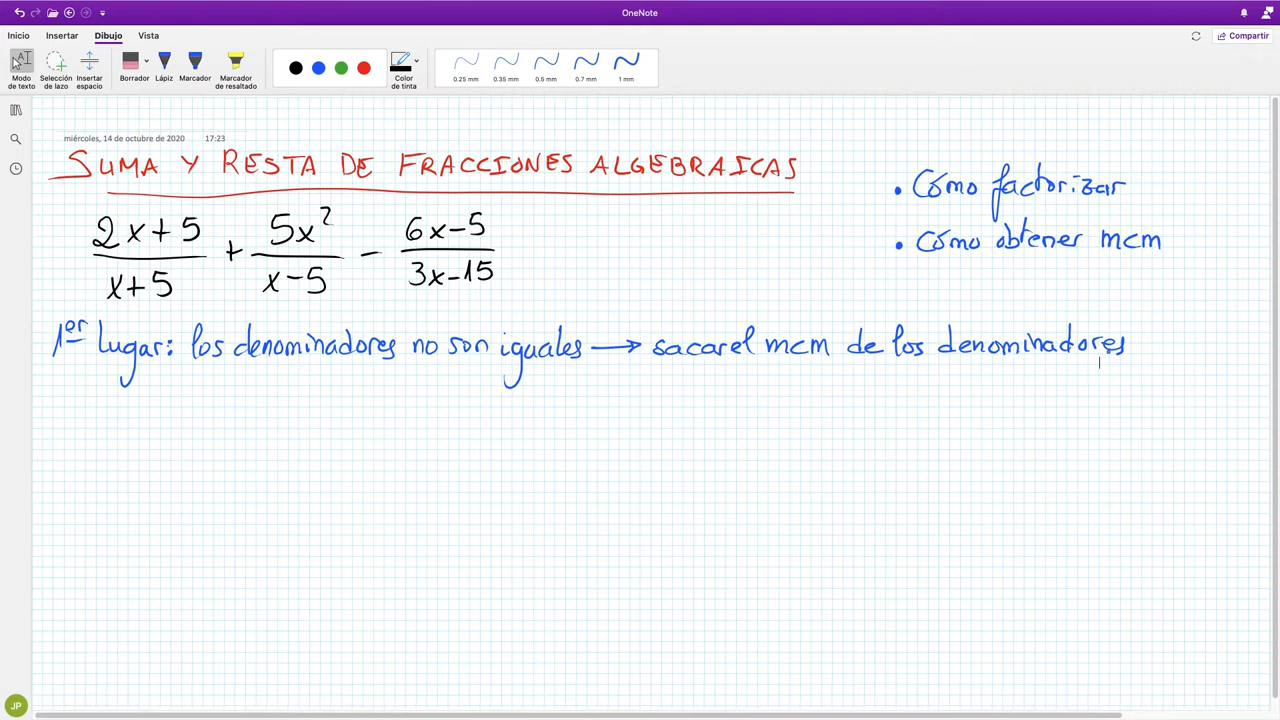 OneNote
Inicio Insertar Dibujo Vista
Compartir
Modo de texto
Selección de lazo
Insertar espacio
Borrador
Lápiz
Marcador
Marcador de resaltado
Color de tinta
0.25 mm 0.35 mm 0.5 mm 0.7 mm 1 mm
miércoles, 14 de octubre de 2020 17:23
SUMA Y RESTA DE FRACCIONES ALGEBRAICAS
• Cómo factorizar
• Cómo obtener mcm
(2x+5)/(x+5) + (5x²)/(x-5) - (6x-5)/(3x-15)
1er lugar: los denominadores no son iguales → sacar el mcm de los denominadores
JP